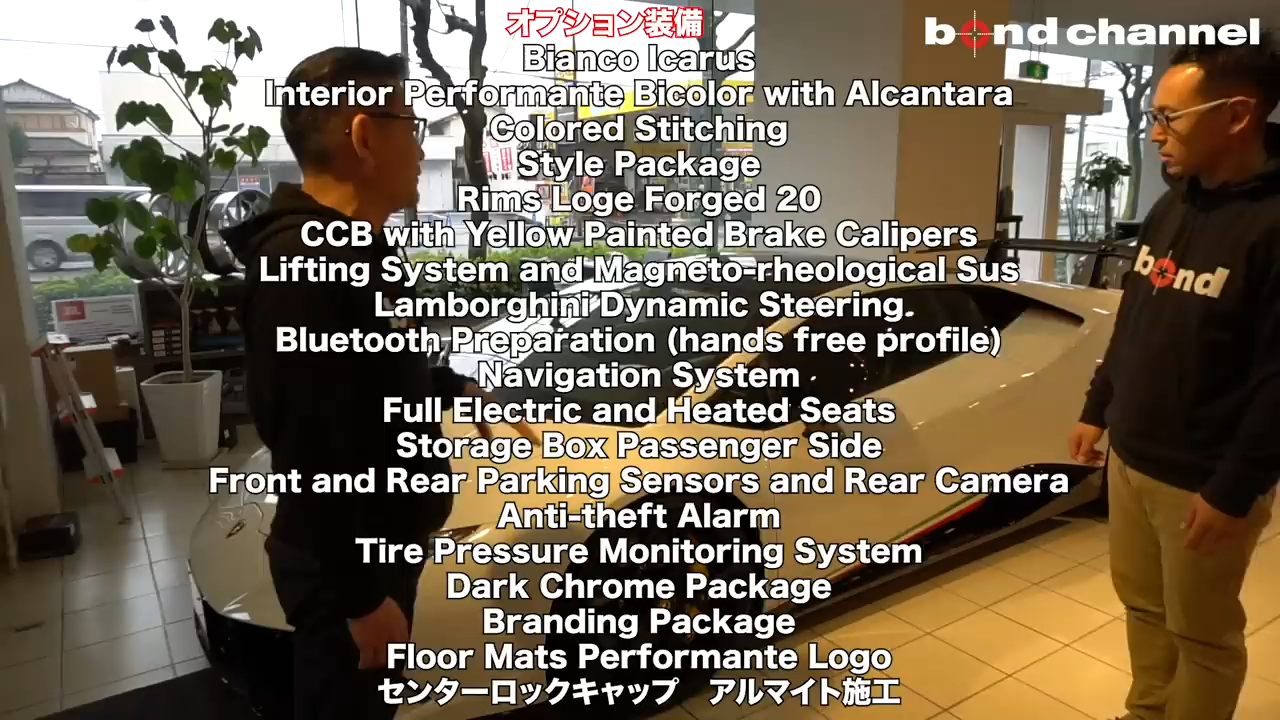 オプション装備
bond channel
Bianco Icarus
Interior Performante Bicolor with Alcantara
Colored Stitching
Style Package
Rims Loge Forged 20
CCB with Yellow Painted Brake Calipers
Lifting System and Magneto-rheological Sus
Lamborghini Dynamic Steering.
Bluetooth Preparation (hands free profile)
Navigation System
Full Electric and Heated Seats
Storage Box Passenger Side
Front and Rear Parking Sensors and Rear Camera
Anti-theft Alarm
Tire Pressure Monitoring System
Dark Chrome Package
Branding Package
Floor Mats Performante Logo
センターロックキャップ　アルマイト施工
bond
JBL